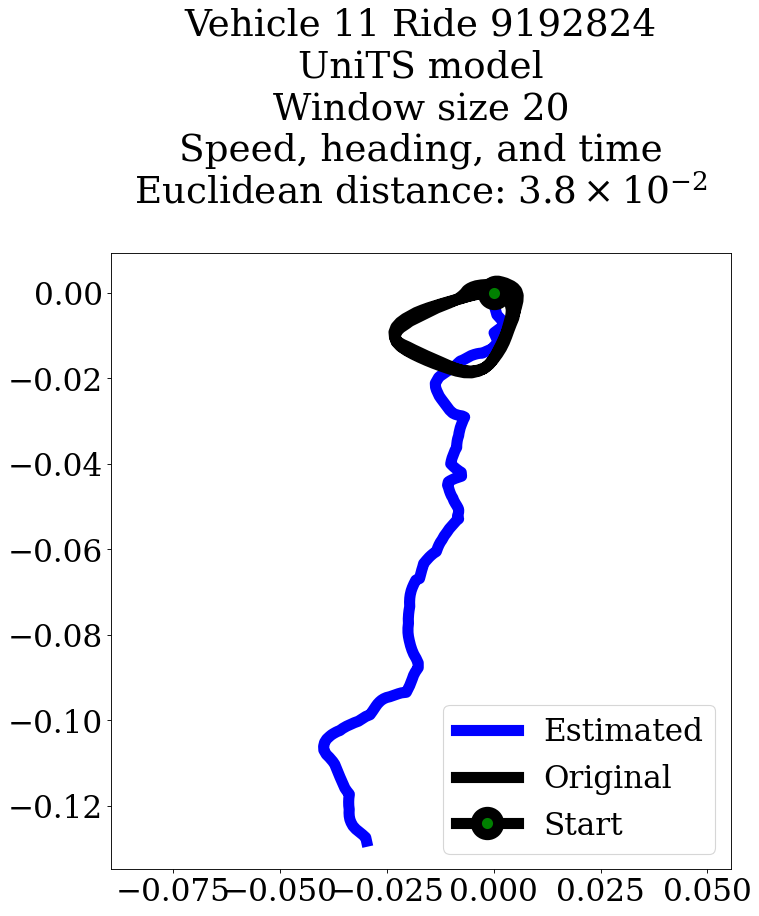 Vehicle 11 Ride 9192824
UniTS model
Window size 20
Speed, heading, and time
Euclidean distance: 3.8 × 10⁻²
0.00
−0.02
−0.04
−0.06
−0.08
−0.10
−0.12
Estimated
Original
Start
−0.075 −0.050 −0.025 0.000 0.025 0.050